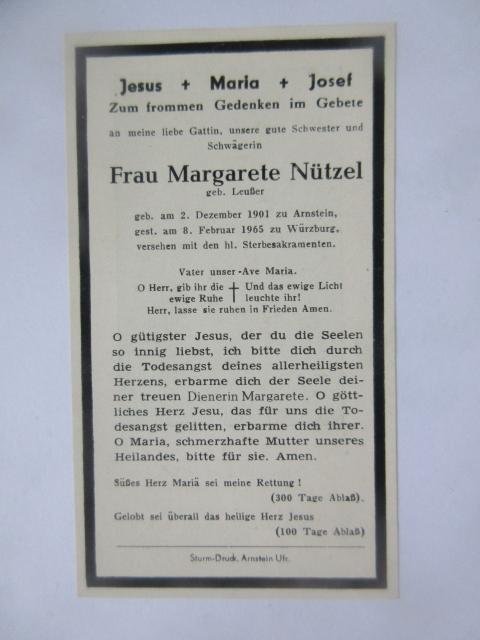 Jesus + Maria + Josef
Zum frommen Gedenken im Gebete
an meine liebe Gattin, unsere gute Schwester und
Schwägerin
Frau Margarete Nützel
geb. Leußer
geb. am 2. Dezember 1901 zu Arnstein,
gest. am 8. Februar 1965 zu Würzburg,
versehen mit den hl. Sterbesakramenten.
Vater unser - Ave Maria.
O Herr, gib ihr die † Und das ewige Licht
ewige Ruhe leuchte ihr!
Herr, lasse sie ruhen in Frieden Amen.
O gütigster Jesus, der du die Seelen
so innig liebst, ich bitte dich durch
die Todesangst deines allerheiligsten
Herzens, erbarme dich der Seele dei-
ner treuen Dienerin Margarete. O gött-
liches Herz Jesu, das für uns die To-
desangst gelitten, erbarme dich ihrer.
O Maria, schmerzhafte Mutter unseres
Heilandes, bitte für sie. Amen.
Süßes Herz Mariä sei meine Rettung !
(300 Tage Ablaß).
Gelobt sei überall das heilige Herz Jesus
(100 Tage Ablaß)
Sturm-Druck, Arnstein Ufr.